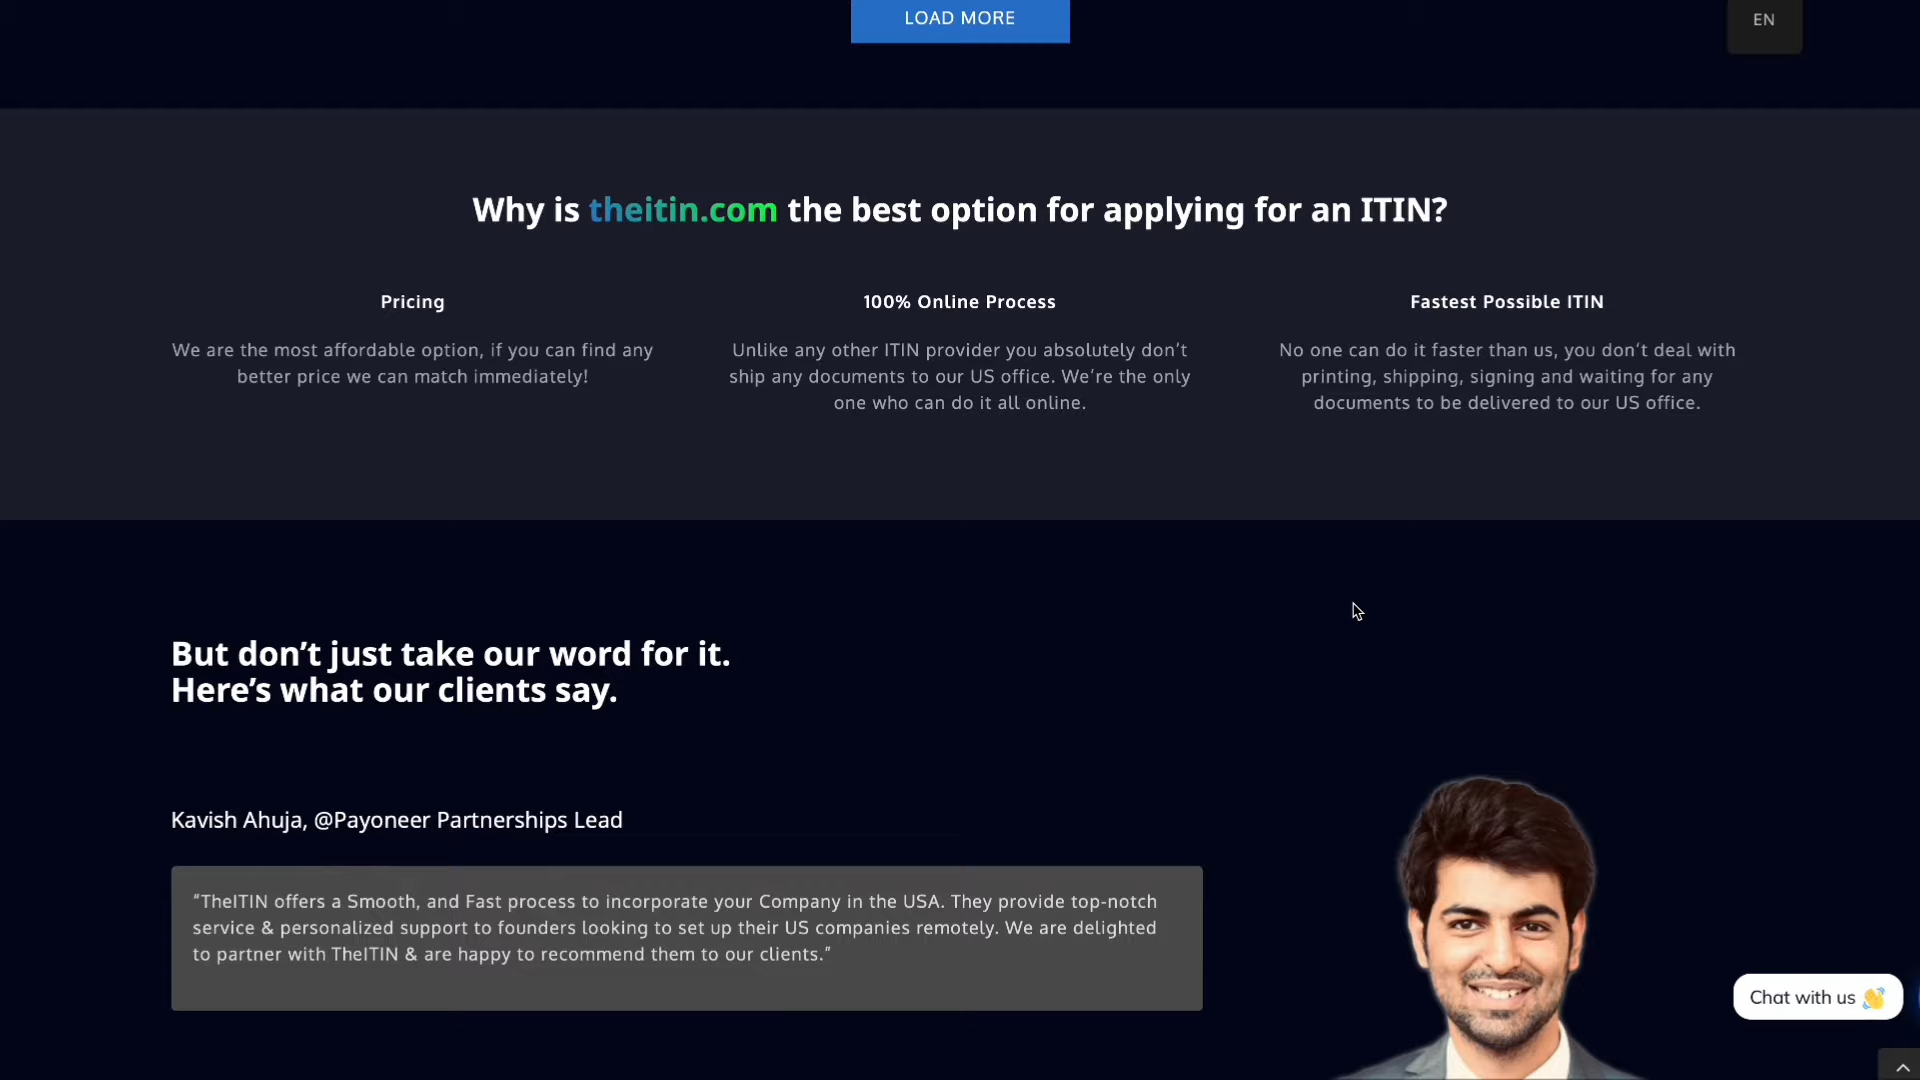 LOAD MORE
EN
Why is theitin.com the best option for applying for an ITIN?
Pricing
We are the most affordable option, if you can find any
better price we can match immediately!
100% Online Process
Unlike any other ITIN provider you absolutely don’t
ship any documents to our US office. We’re the only
one who can do it all online.
Fastest Possible ITIN
No one can do it faster than us, you don’t deal with
printing, shipping, signing and waiting for any
documents to be delivered to our US office.
But don’t just take our word for it.
Here’s what our clients say.
Kavish Ahuja, @Payoneer Partnerships Lead
“TheITIN offers a Smooth, and Fast process to incorporate your Company in the USA. They provide top-notch
service & personalized support to founders looking to set up their US companies remotely. We are delighted
to partner with TheITIN & are happy to recommend them to our clients.”
Chat with us 👋